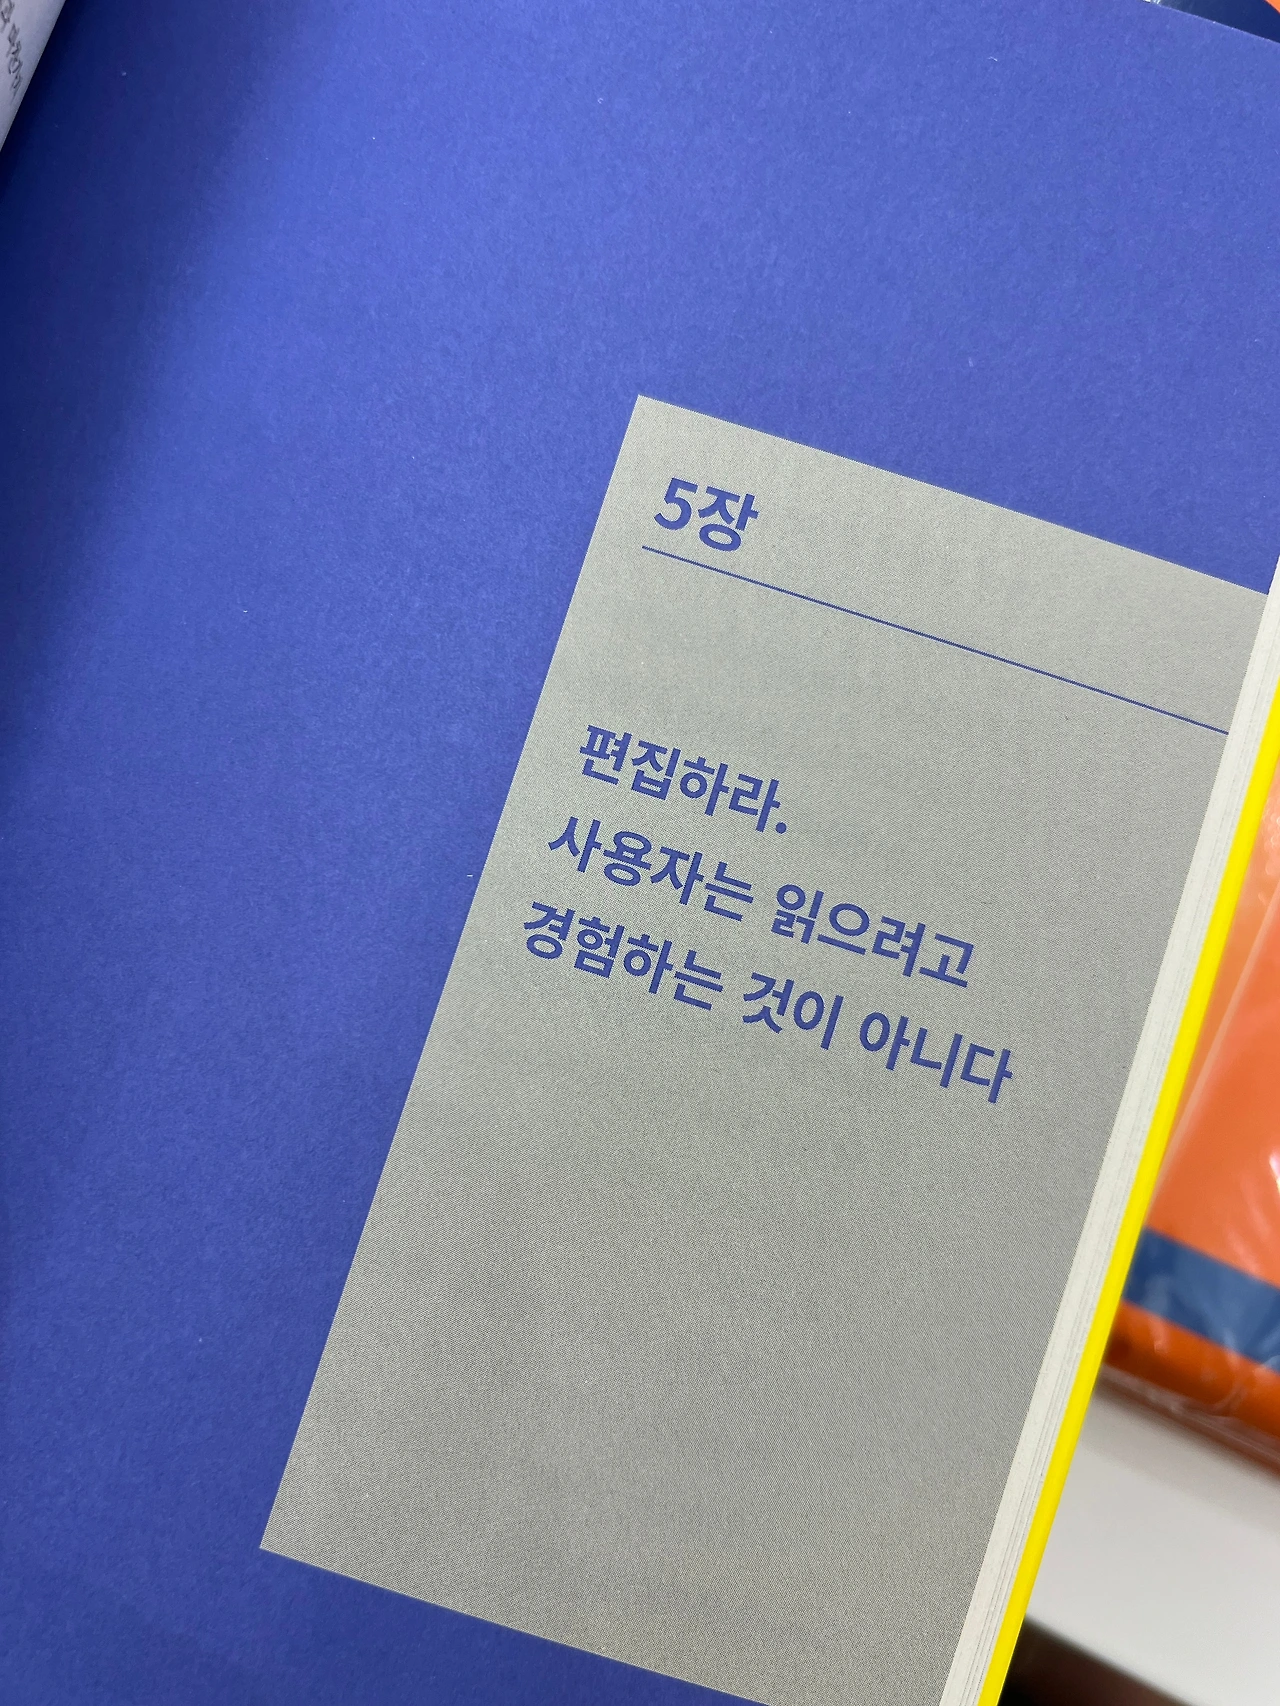 5장
편집하라.
사용자는 읽으려고
경험하는 것이 아니다